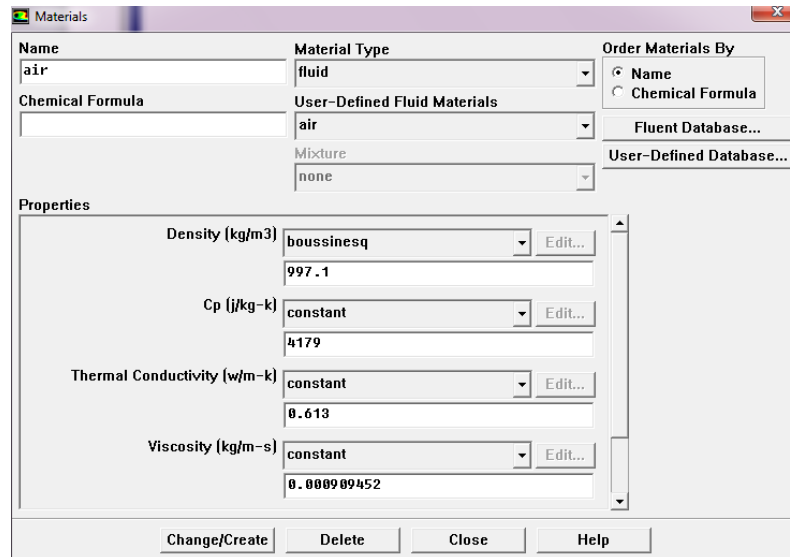 Materials
Name
air
Material Type
fluid
Order Materials By
Name
Chemical Formula
Chemical Formula
User-Defined Fluid Materials
air
Fluent Database...
Mixture
none
User-Defined Database...
Properties
Density (kg/m3) boussinesq Edit...
997.1
Cp (j/kg-k) constant Edit...
4179
Thermal Conductivity (w/m-k) constant Edit...
0.613
Viscosity (kg/m-s) constant Edit...
0.000909452
Change/Create Delete Close Help